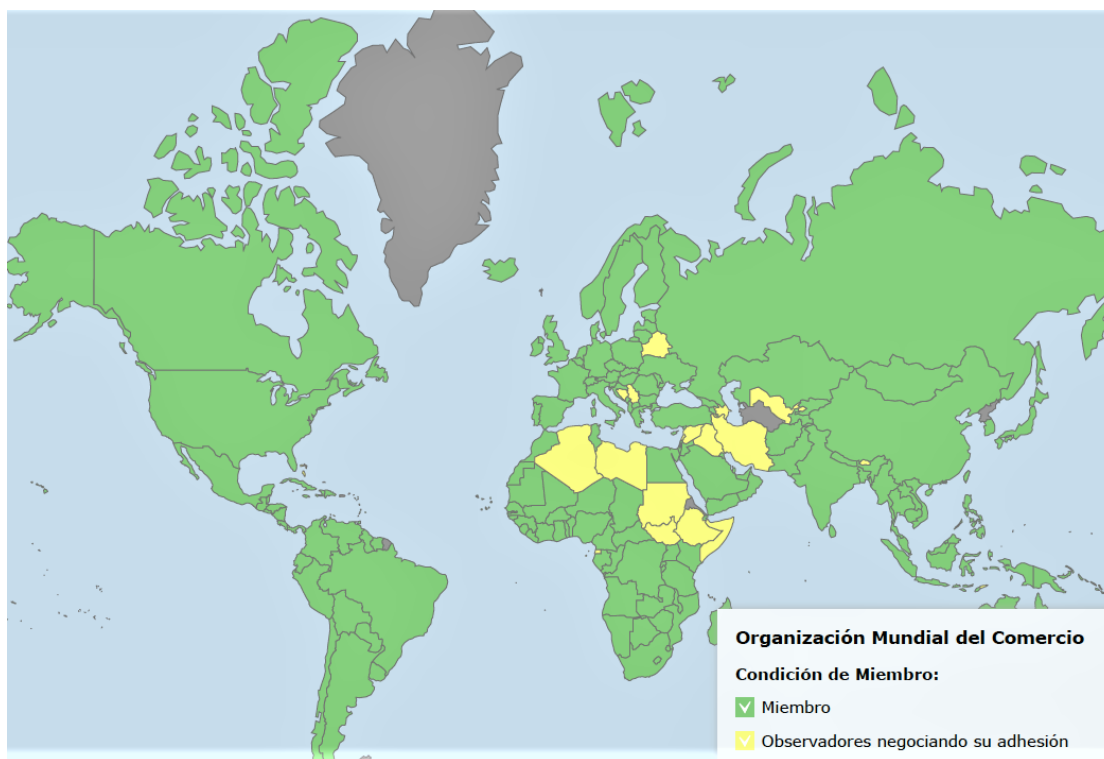 Organización Mundial del Comercio
Condición de Miembro:
Miembro
Observadores negociando su adhesión